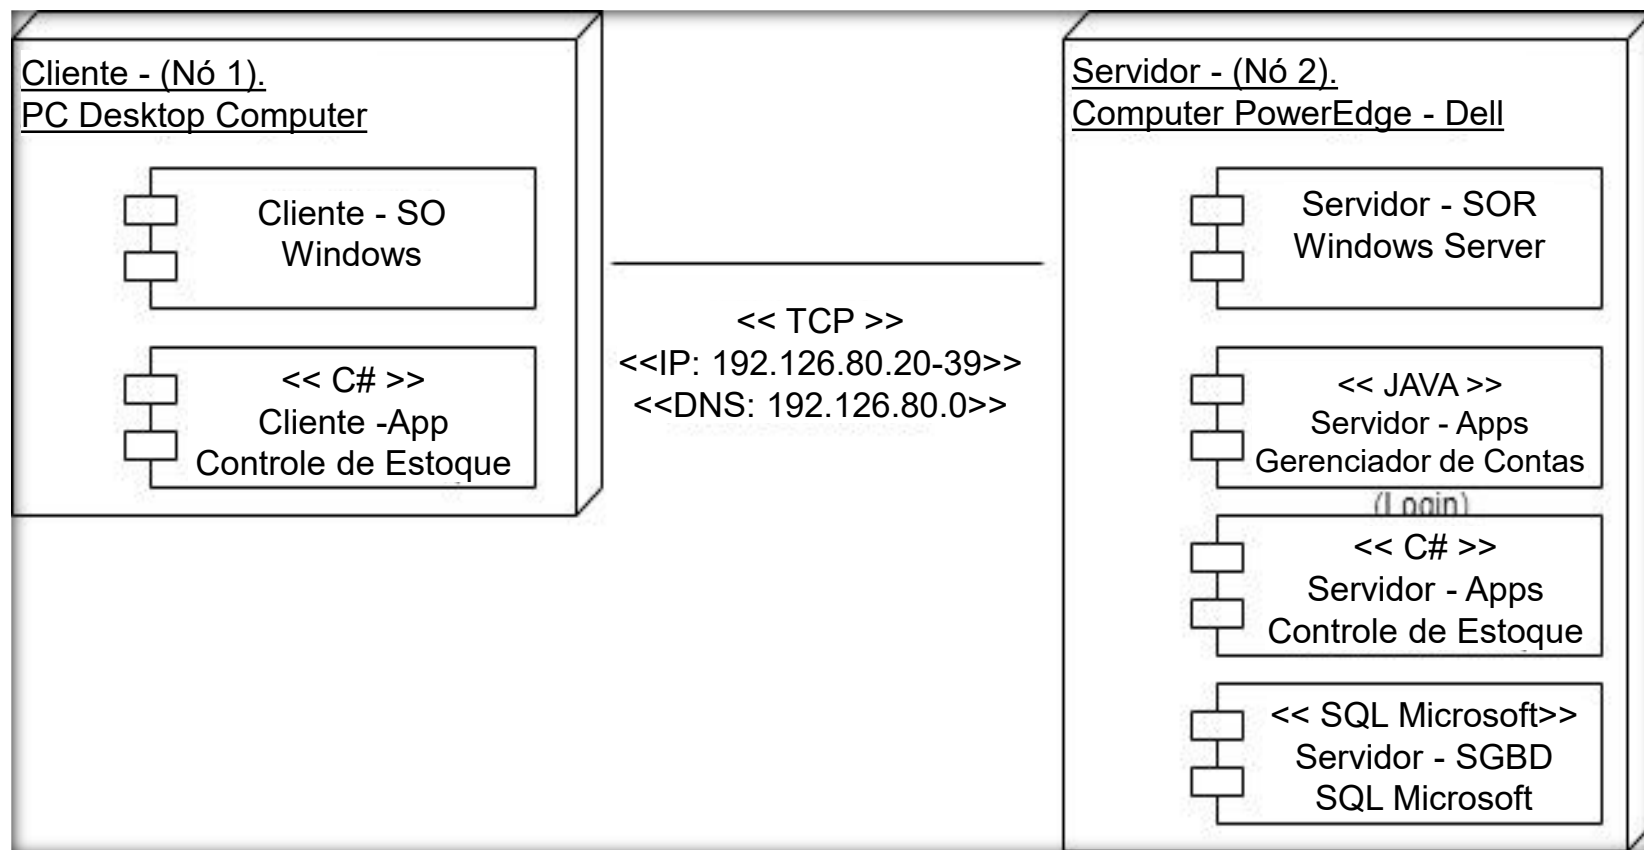 Cliente - (Nó 1).
PC Desktop Computer
Cliente - SO
Windows
<< C# >>
Cliente -App
Controle de Estoque
<< TCP >>
<<IP: 192.126.80.20-39>>
<<DNS: 192.126.80.0>>
Servidor - (Nó 2).
Computer PowerEdge - Dell
Servidor - SOR
Windows Server
<< JAVA >>
Servidor - Apps
Gerenciador de Contas
(Login)
<< C# >>
Servidor - Apps
Controle de Estoque
<< SQL Microsoft>>
Servidor - SGBD
SQL Microsoft